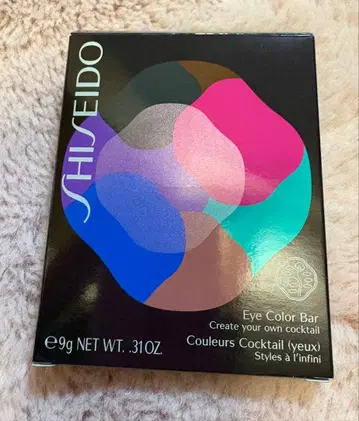 SHISEIDO
Eye Color Bar
Create your own cocktail
Couleurs Cocktail (yeux)
Styles à l'infini
℮9g NET WT. .31OZ.